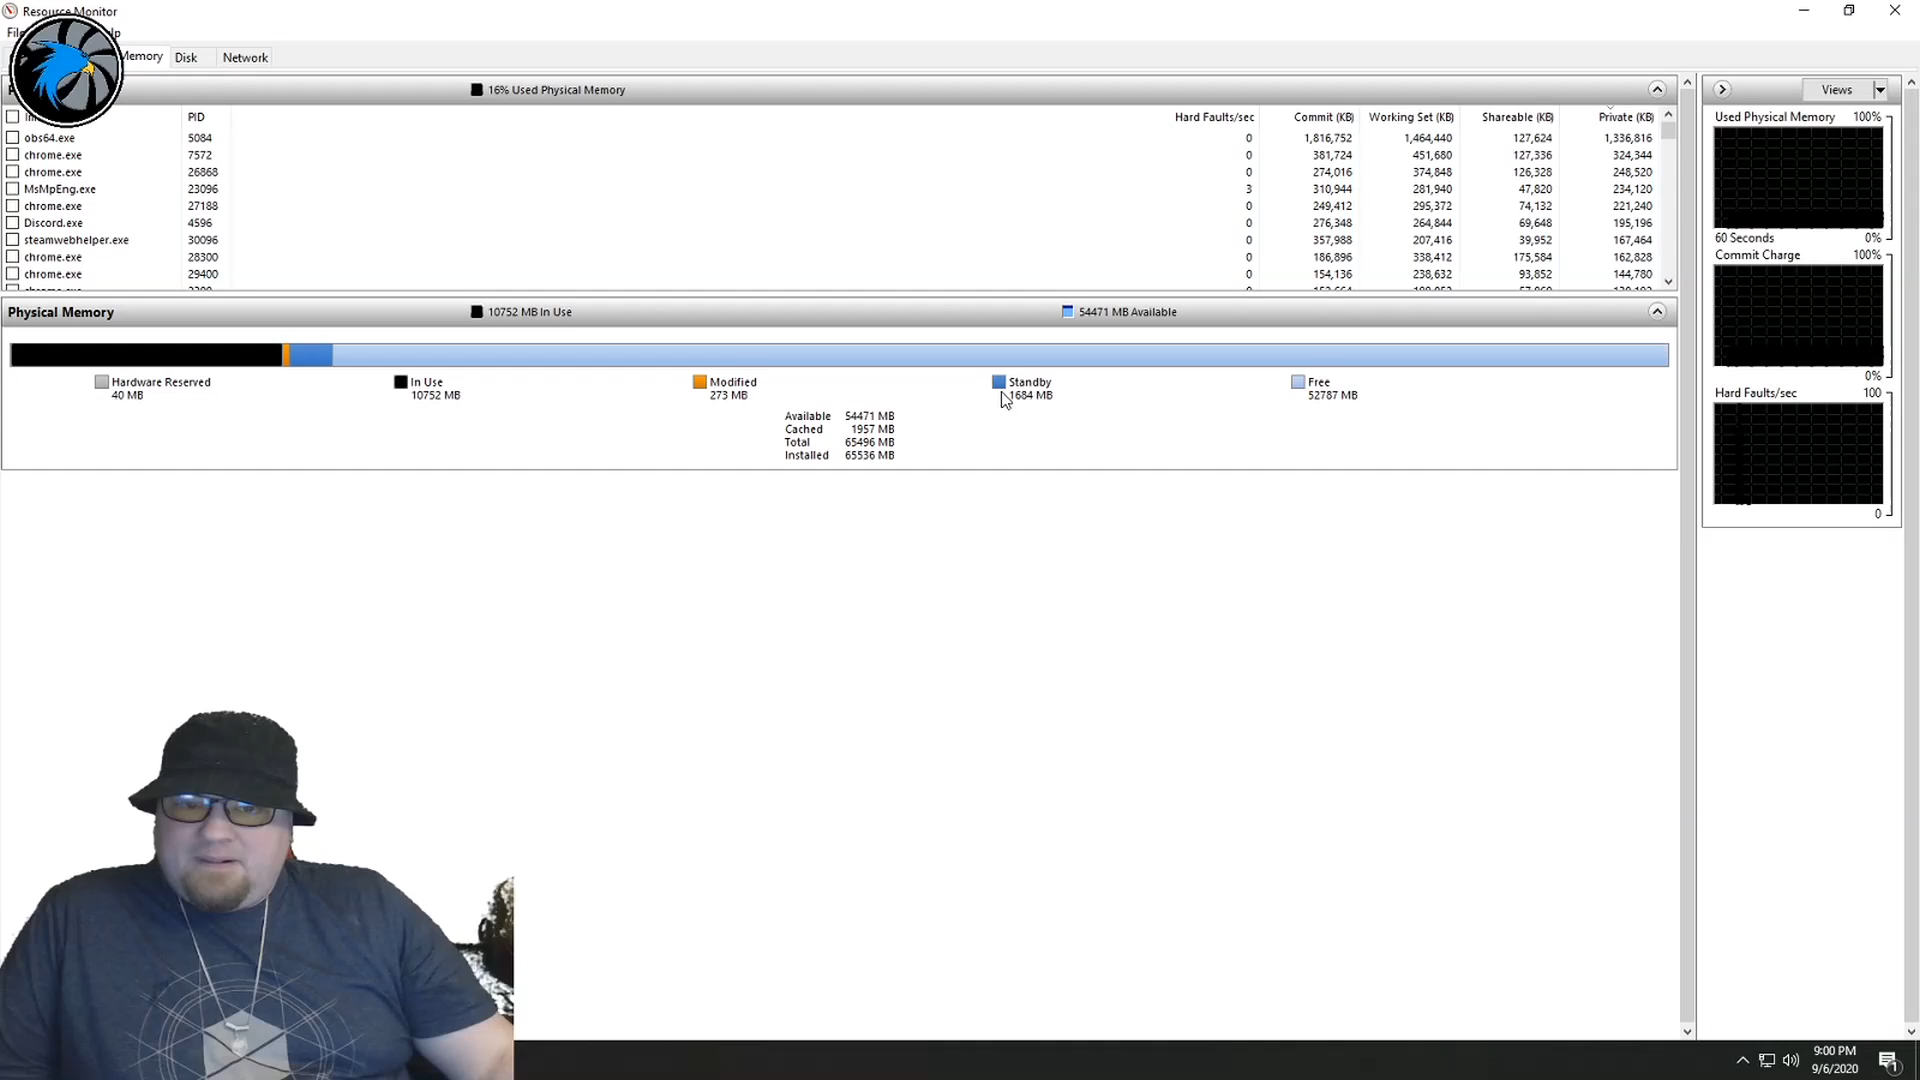 Resource Monitor
Memory Disk Network
16% Used Physical Memory
PID Hard Faults/sec Commit (KB) Working Set (KB) Shareable (KB) Private (KB)
obs64.exe 5084 0 1,816,752 1,464,440 127,624 1,336,816
chrome.exe 7572 0 381,724 451,680 127,336 324,344
chrome.exe 26868 0 274,016 374,848 126,328 248,520
MsMpEng.exe 23096 3 310,944 281,940 47,820 234,120
chrome.exe 27188 0 249,412 295,372 74,132 221,240
Discord.exe 4596 0 276,348 264,844 69,648 195,196
steamwebhelper.exe 30096 0 357,988 207,416 39,952 167,464
chrome.exe 28300 0 186,896 338,412 175,584 162,828
chrome.exe 29400 0 154,136 238,632 93,852 144,780
Physical Memory 10752 MB In Use 54471 MB Available
Hardware Reserved In Use Modified Standby Free
40 MB 10752 MB 273 MB 1684 MB 52787 MB
Available 54471 MB
Cached 1957 MB
Total 65496 MB
Installed 65536 MB
Views
Used Physical Memory 100%
60 Seconds 0%
Commit Charge 100%
0%
Hard Faults/sec 100
0
9:00 PM
9/6/2020
1